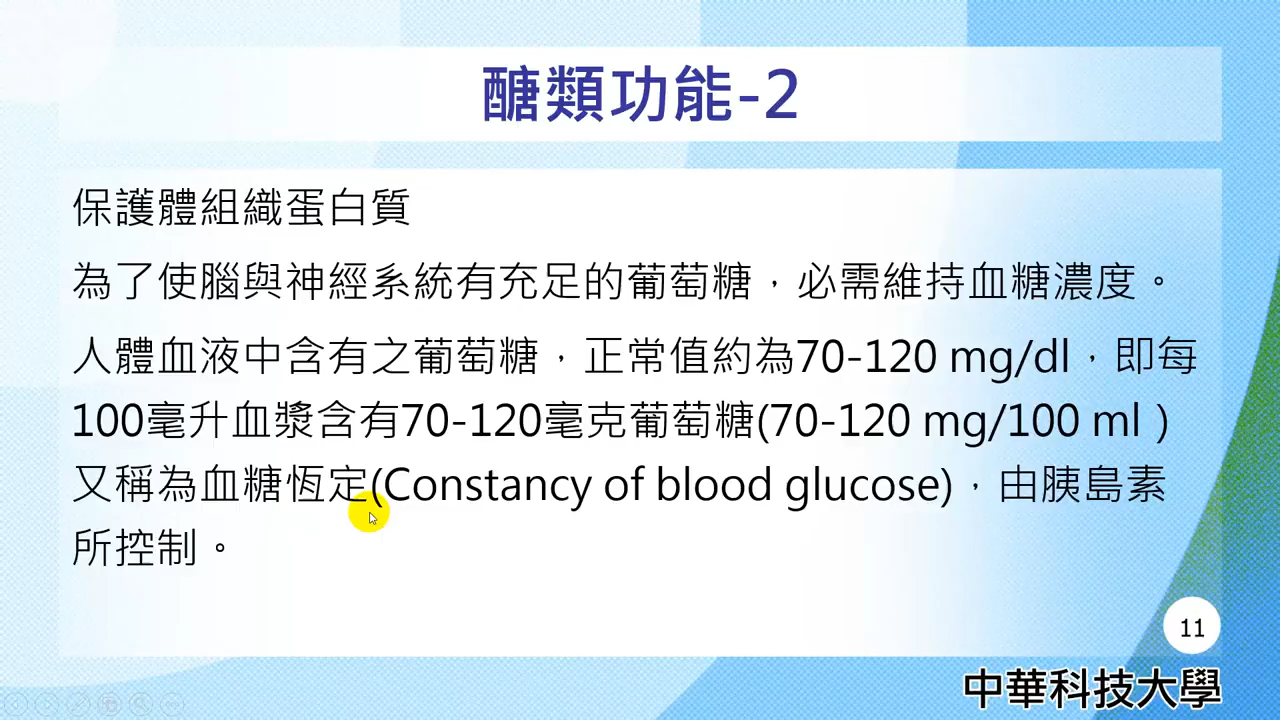 醣類功能-2
保護體組織蛋白質
為了使腦與神經系統有充足的葡萄糖，必需維持血糖濃度。
人體血液中含有之葡萄糖，正常值約為70-120 mg/dl，即每
100毫升血漿含有70-120毫克葡萄糖(70-120 mg/100 ml )
又稱為血糖恆定(Constancy of blood glucose)，由胰島素
所控制。
11
中華科技大學